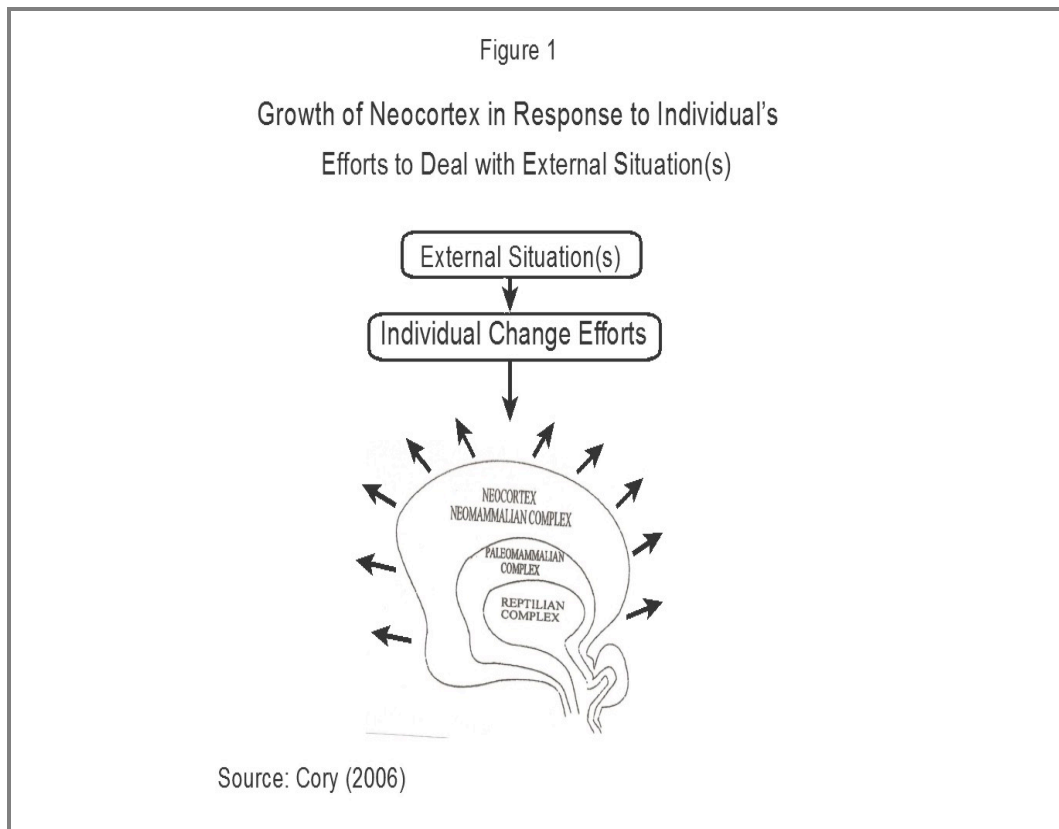 Figure 1
Growth of Neocortex in Response to Individual's
Efforts to Deal with External Situation(s)
External Situation(s)
Individual Change Efforts
NEOCORTEX
NEOMAMMALIAN COMPLEX
PALEOMAMMALIAN
COMPLEX
REPTILIAN
COMPLEX
Source: Cory (2006)